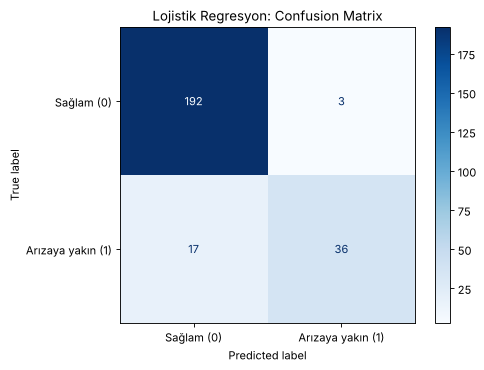 Lojistik Regresyon: Confusion Matrix
True label
Sağlam (0)
192
3
Arızaya yakın (1)
17
36
Sağlam (0)
Arızaya yakın (1)
Predicted label
175
150
125
100
75
50
25